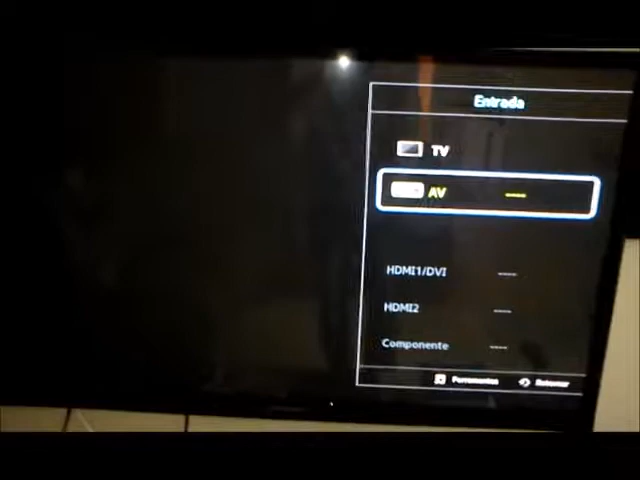 Entrada
TV
AV ----
HDMI1/DVI ----
HDMI2 ----
Componente ----
Ferramentas Retornar